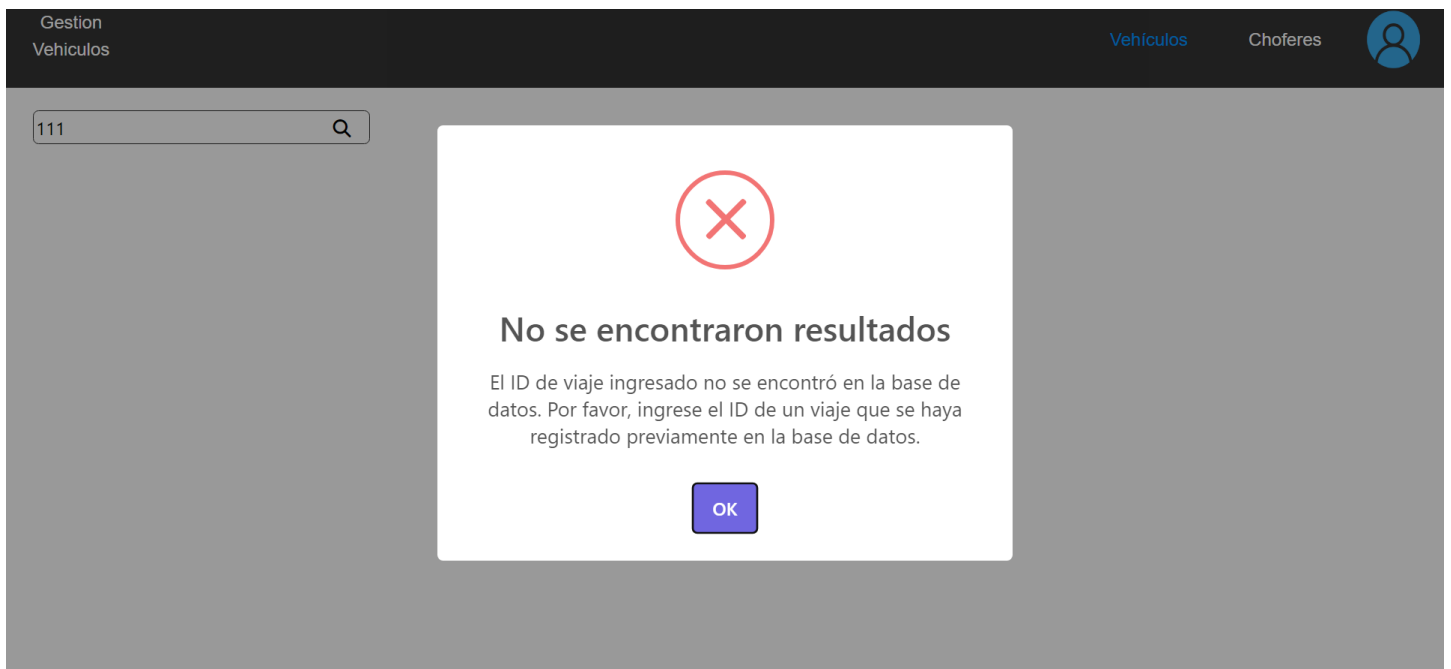 Gestion
Vehiculos
Vehículos
Choferes
111
No se encontraron resultados
El ID de viaje ingresado no se encontró en la base de
datos. Por favor, ingrese el ID de un viaje que se haya
registrado previamente en la base de datos.
OK